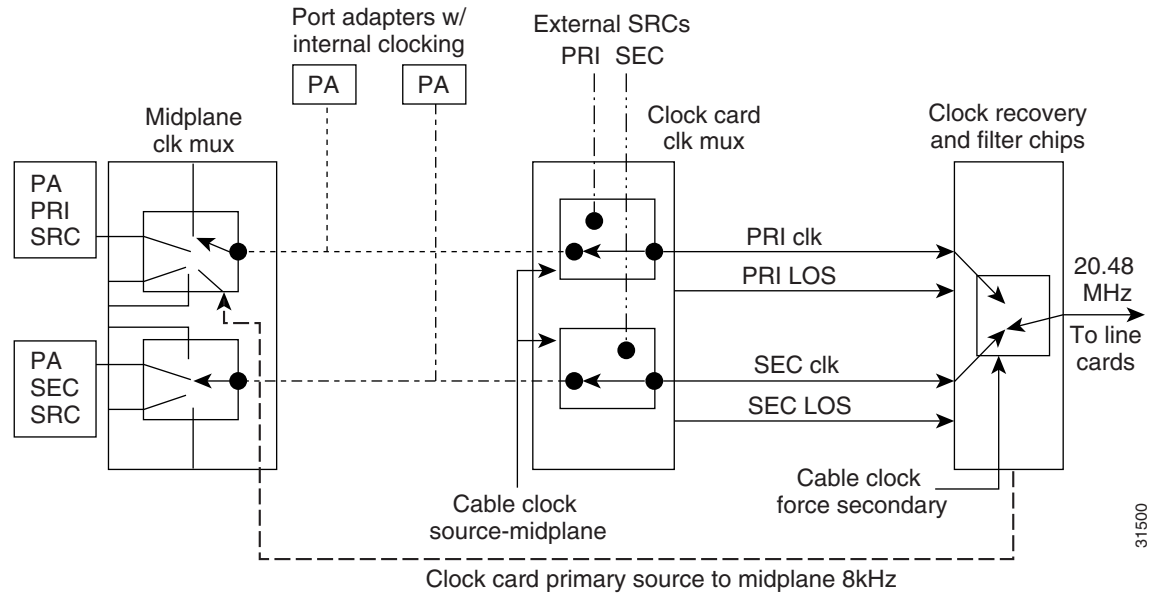 Port adapters w/
internal clocking
External SRCs
PRI SEC
PA
PA
Midplane
clk mux
Clock card
clk mux
Clock recovery
and filter chips
PA
PRI
SRC
PRI clk
PRI LOS
20.48
MHz
To line
cards
PA
SEC
SRC
SEC clk
SEC LOS
Cable clock
source-midplane
Cable clock
force secondary
Clock card primary source to midplane 8kHz
31500